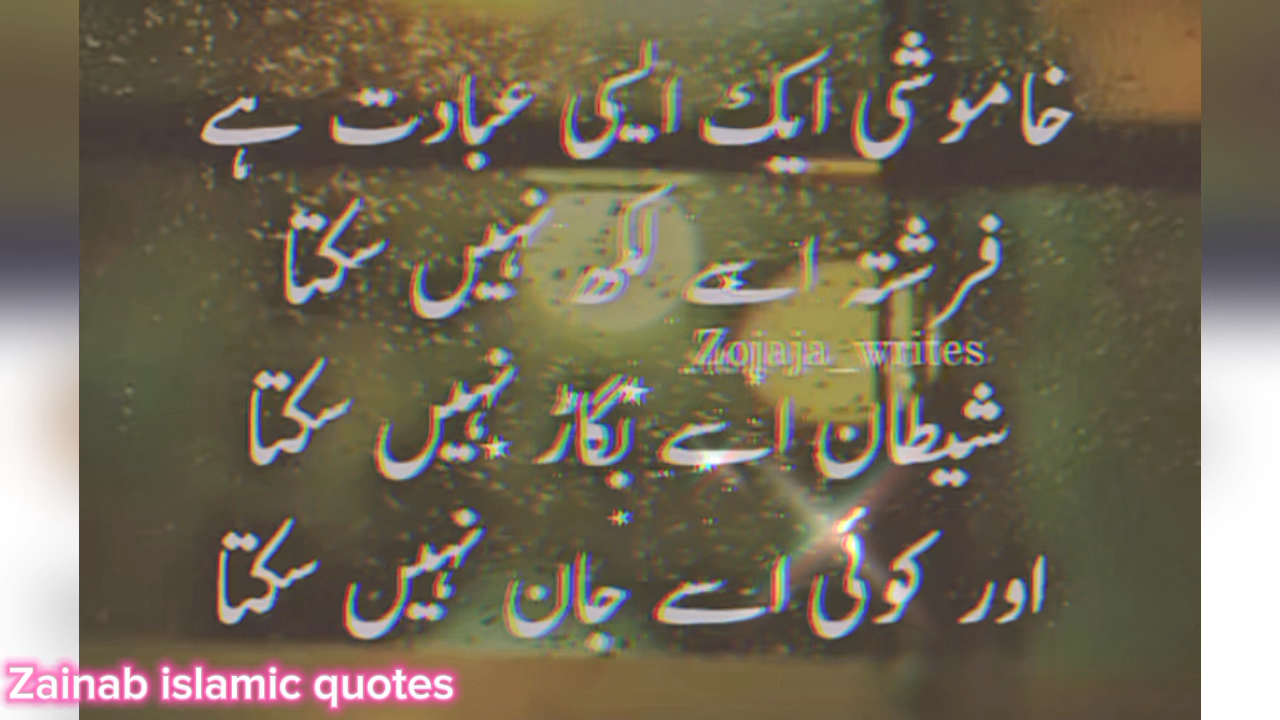 خاموشی ایک ایسی عبادت ہے
فرشتہ اسے لکھ نہیں سکتا
Zojaja_writes
شیطان اسے بگاڑ نہیں سکتا
اور کوئی اسے جان نہیں سکتا
Zainab islamic quotes